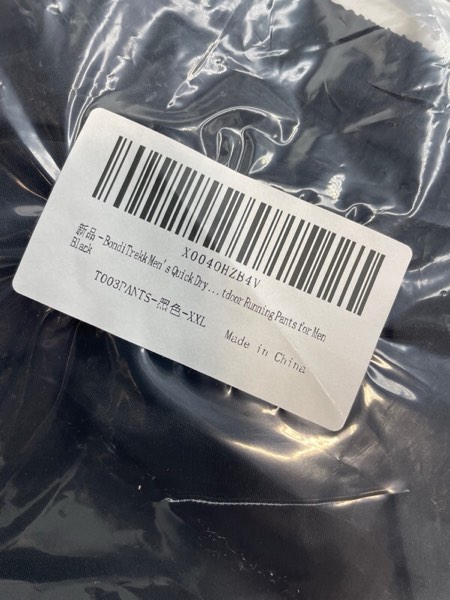 X0040HZB4V
新品-BondiTrekk Men's Quick Dry ... tdoor Running Pants for Men
Black
T003PANTS-黑色-XXL
Made in China